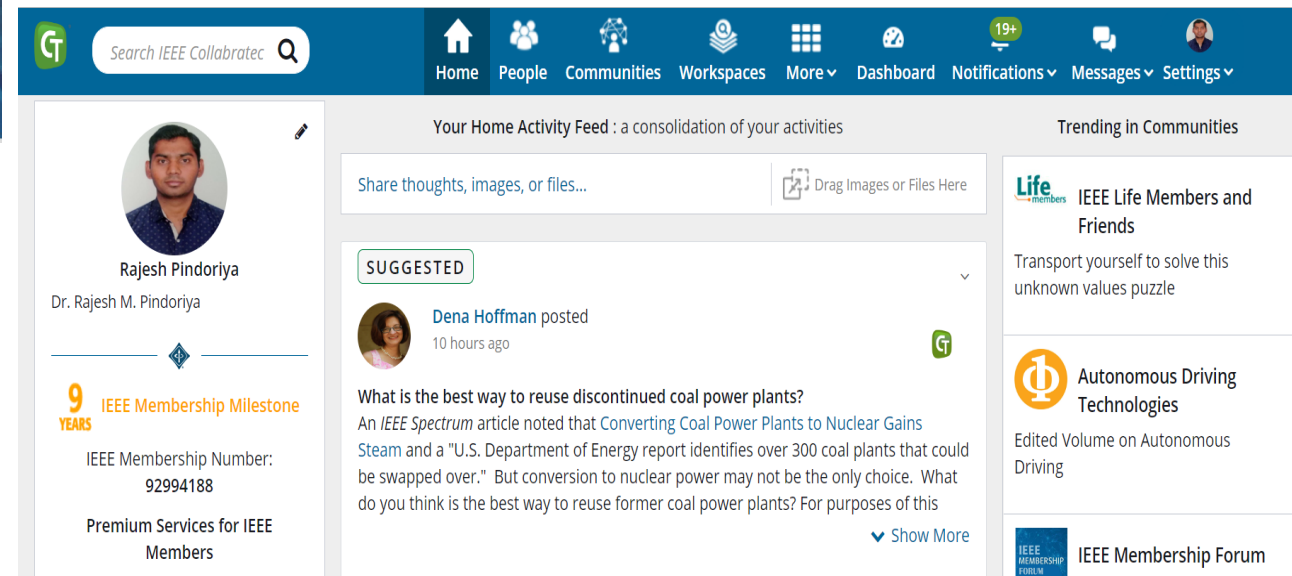 CT
Search IEEE Collabratec
Home
People
Communities
Workspaces
More
Dashboard
19+
Notifications
Messages
Settings
Rajesh Pindoriya
Dr. Rajesh M. Pindoriya
9
YEARS
IEEE Membership Milestone
IEEE Membership Number:
92994188
Premium Services for IEEE
Members
Your Home Activity Feed : a consolidation of your activities
Share thoughts, images, or files...
Drag Images or Files Here
SUGGESTED
Dena Hoffman posted
10 hours ago
CT
What is the best way to reuse discontinued coal power plants?
An IEEE Spectrum article noted that Converting Coal Power Plants to Nuclear Gains
Steam and a "U.S. Department of Energy report identifies over 300 coal plants that could
be swapped over."  But conversion to nuclear power may not be the only choice.  What
do you think is the best way to reuse former coal power plants? For purposes of this
Show More
Trending in Communities
Life
members
IEEE Life Members and
Friends
Transport yourself to solve this
unknown values puzzle
Autonomous Driving
Technologies
Edited Volume on Autonomous
Driving
IEEE
MEMBERSHIP
FORUM
IEEE Membership Forum